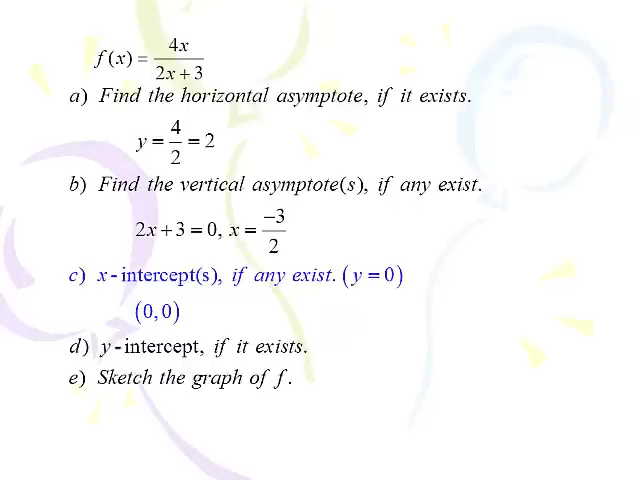 f(x) = 4x / (2x + 3)
a) Find the horizontal asymptote, if it exists.
y = 4/2 = 2
b) Find the vertical asymptote(s), if any exist.
2x + 3 = 0, x = -3/2
c) x - intercept(s), if any exist. (y = 0)
(0, 0)
d) y - intercept, if it exists.
e) Sketch the graph of f.